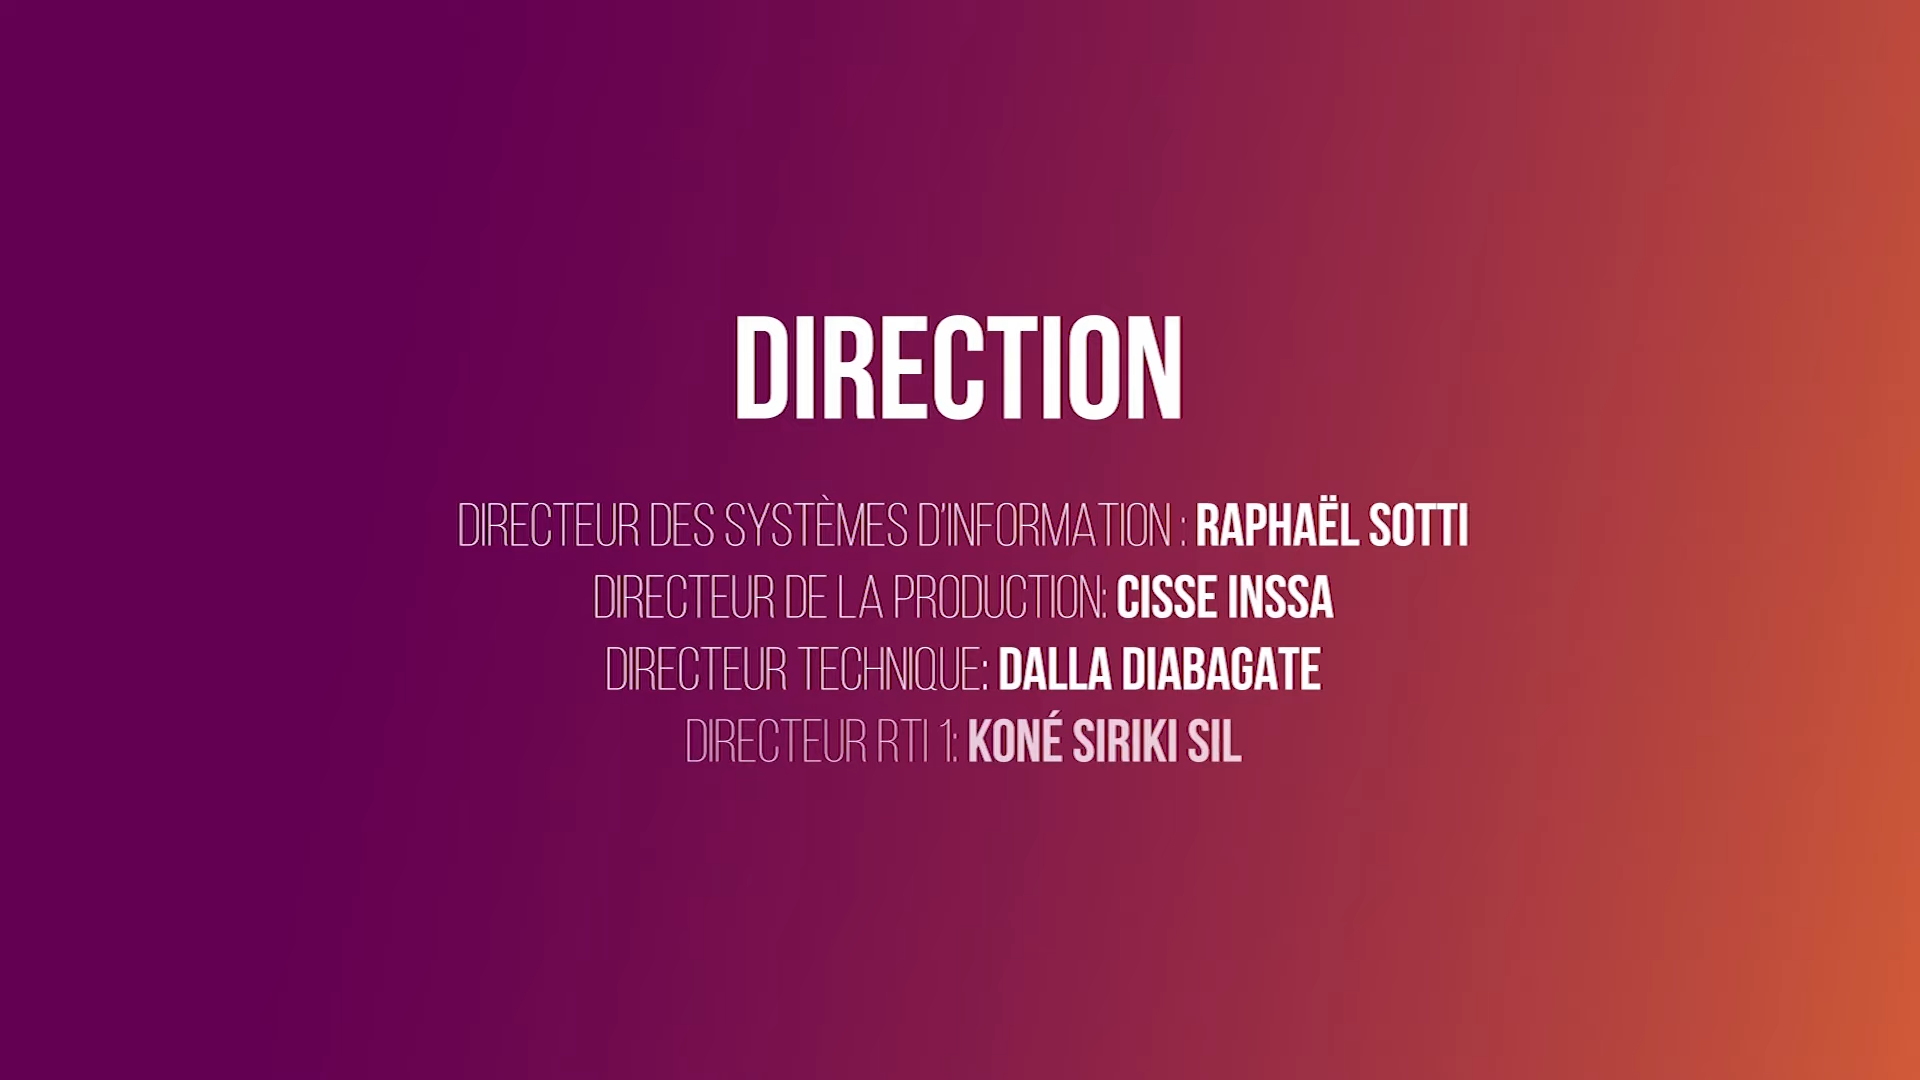 DIRECTION
DIRECTEUR DES SYSTÈMES D'INFORMATION : RAPHAËL SOTTI
DIRECTEUR DE LA PRODUCTION: CISSE INSSA
DIRECTEUR TECHNIQUE: DALLA DIABAGATE
DIRECTEUR RTI 1: KONÉ SIRIKI SIL